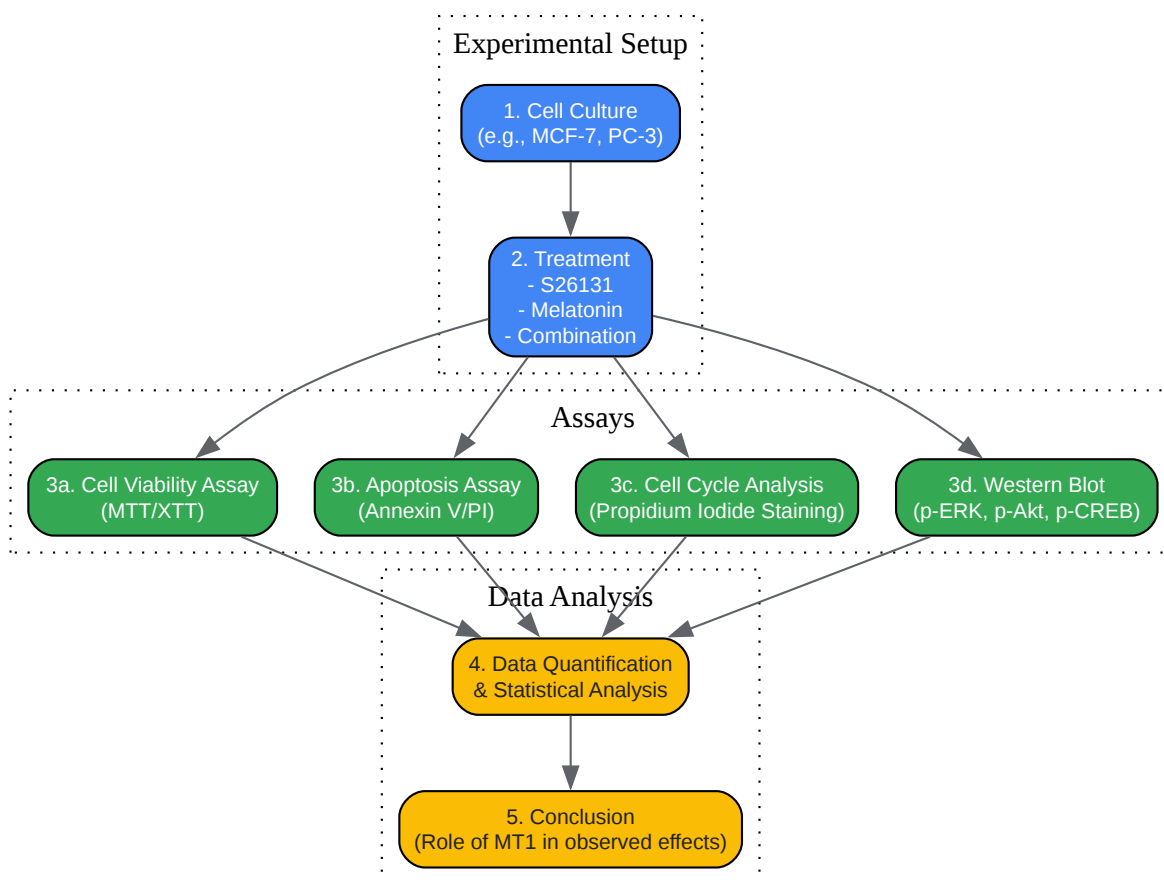 Experimental Setup
1. Cell Culture
(e.g., MCF-7, PC-3)
2. Treatment
- S26131
- Melatonin
- Combination
Assays
3a. Cell Viability Assay
(MTT/XTT)
3b. Apoptosis Assay
(Annexin V/PI)
3c. Cell Cycle Analysis
(Propidium Iodide Staining)
3d. Western Blot
(p-ERK, p-Akt, p-CREB)
Data Analysis
4. Data Quantification
& Statistical Analysis
5. Conclusion
(Role of MT1 in observed effects)